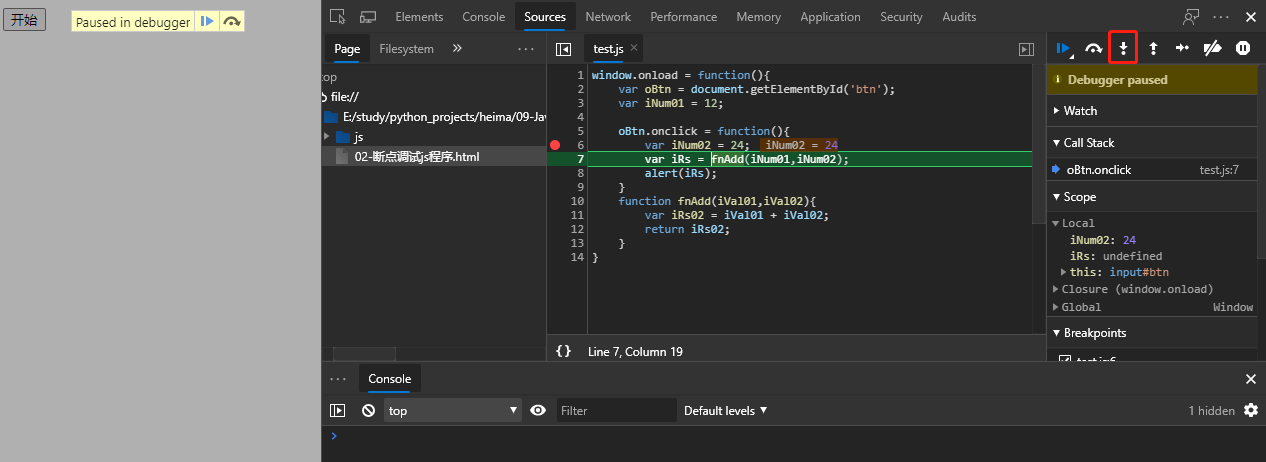 开始
Paused in debugger
Elements Console Sources Network Performance Memory Application Security Audits
Page Filesystem
test.js
top
file://
E:/study/python_projects/heima/09-Jav
js
02-断点调试js程序.html
1 window.onload = function(){
2 var oBtn = document.getElementById('btn');
3 var iNum01 = 12;
4
5 oBtn.onclick = function(){
6 var iNum02 = 24; iNum02 = 24
7 var iRs = fnAdd(iNum01,iNum02);
8 alert(iRs);
9 }
10 function fnAdd(iVal01,iVal02){
11 var iRs02 = iVal01 + iVal02;
12 return iRs02;
13 }
14 }
{} Line 7, Column 19
Debugger paused
Watch
Call Stack
oBtn.onclick test.js:7
Scope
Local
iNum02: 24
iRs: undefined
this: input#btn
Closure (window.onload)
Global Window
Breakpoints
test.js:6
Console
top Filter Default levels 1 hidden